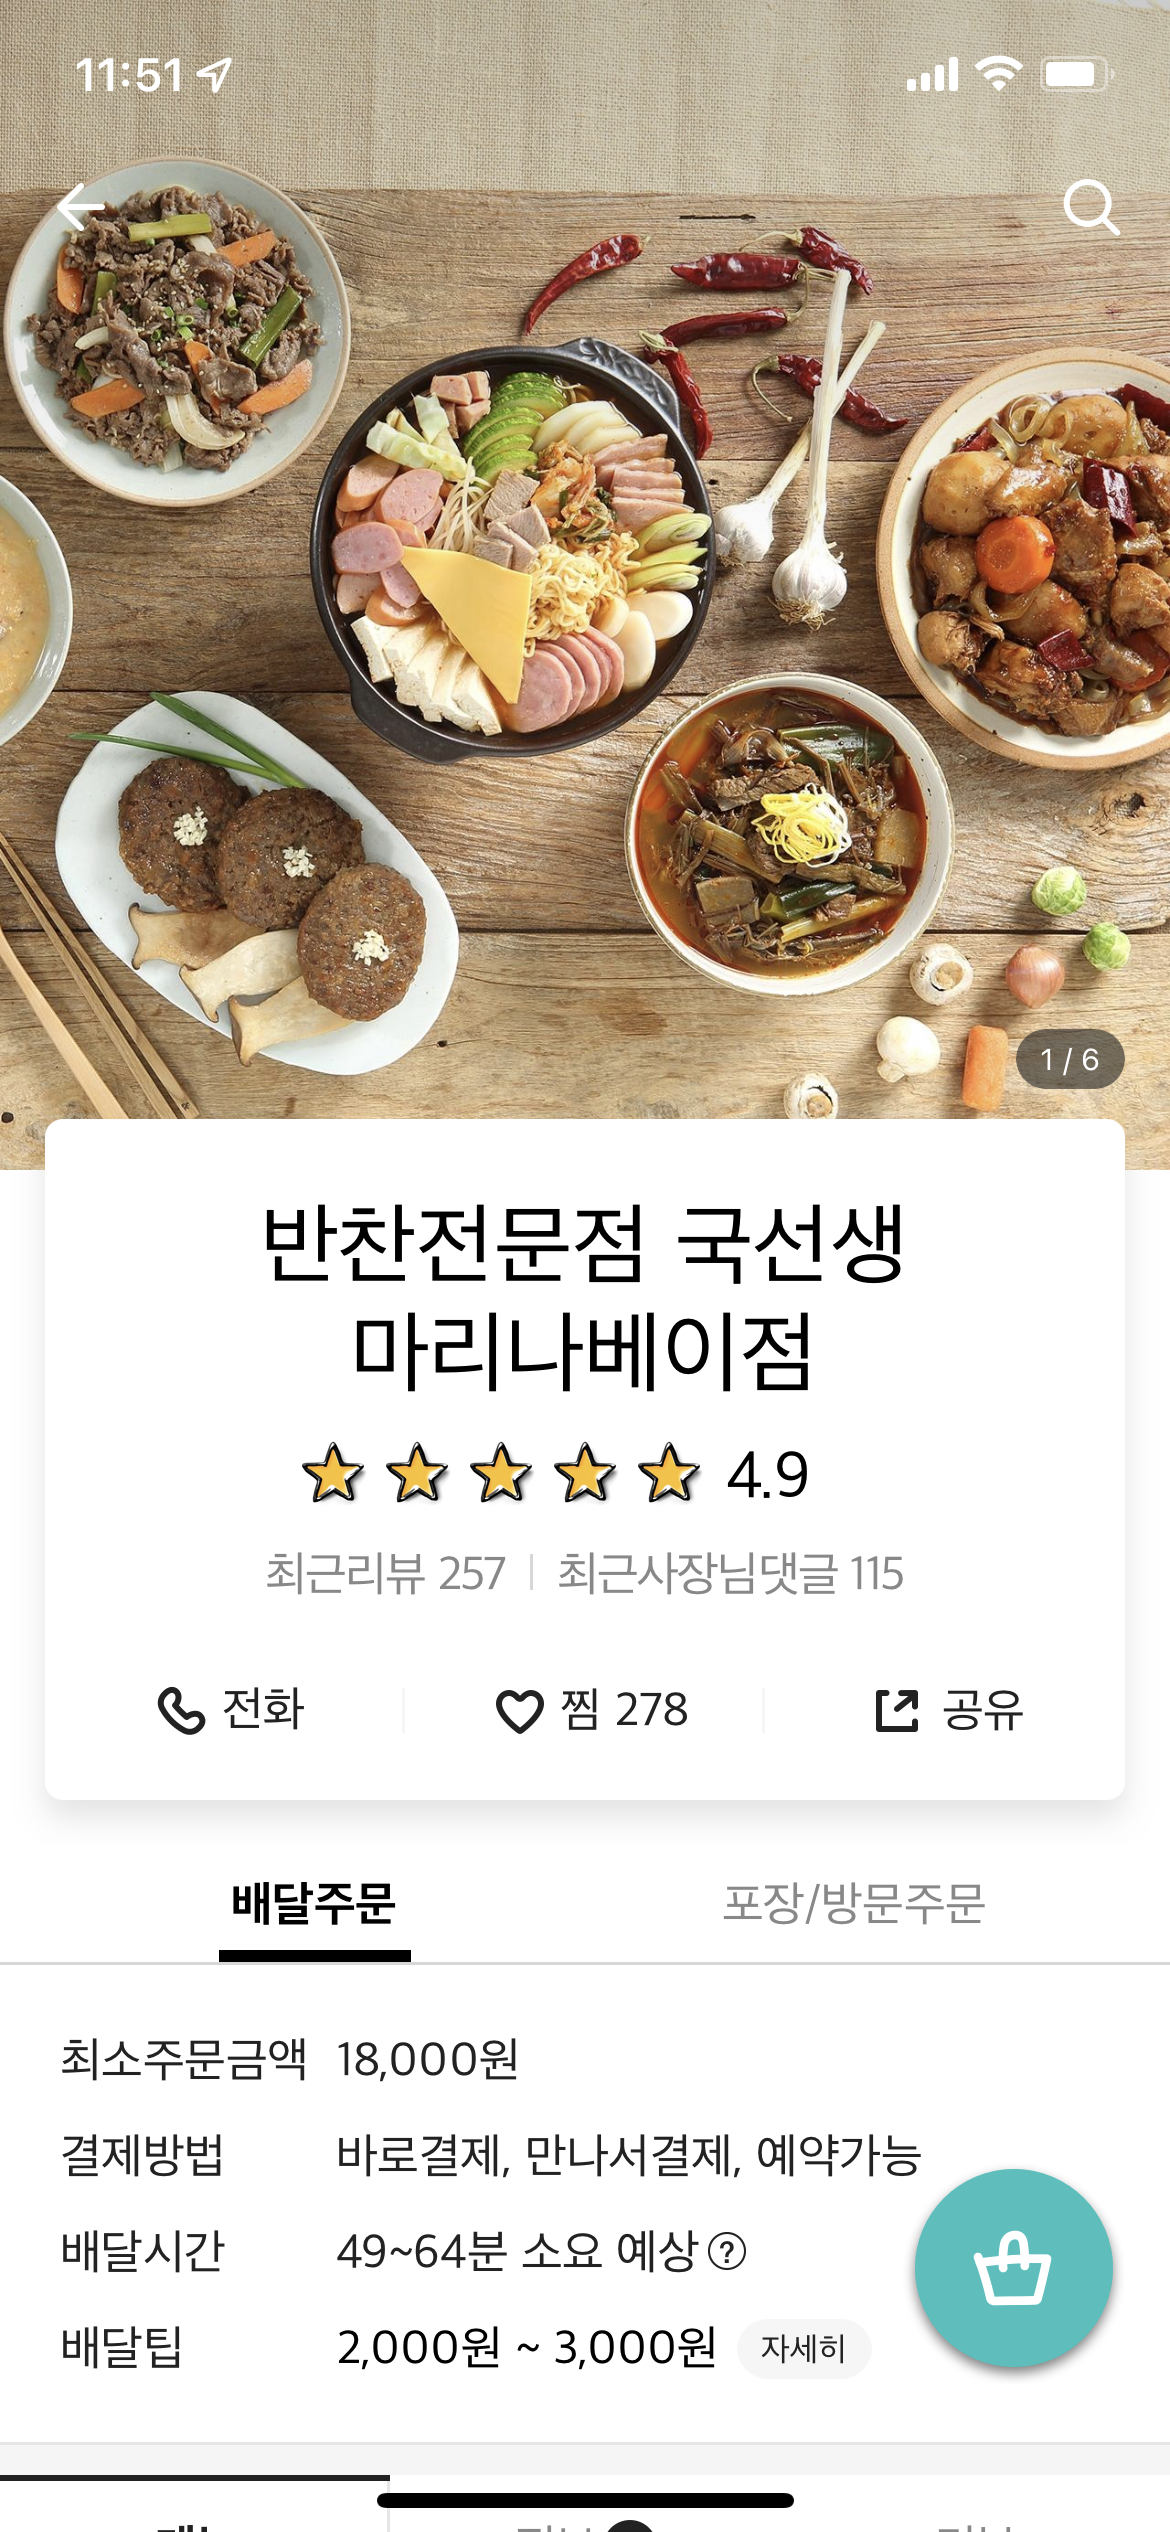 11:51
1 / 6
반찬전문점 국선생
마리나베이점
4.9
최근리뷰 257 최근사장님댓글 115
전화 찜 278 공유
배달주문 포장/방문주문
최소주문금액 18,000원
결제방법 바로결제, 만나서결제, 예약가능
배달시간 49~64분 소요 예상 ?
배달팁 2,000원 ~ 3,000원 자세히